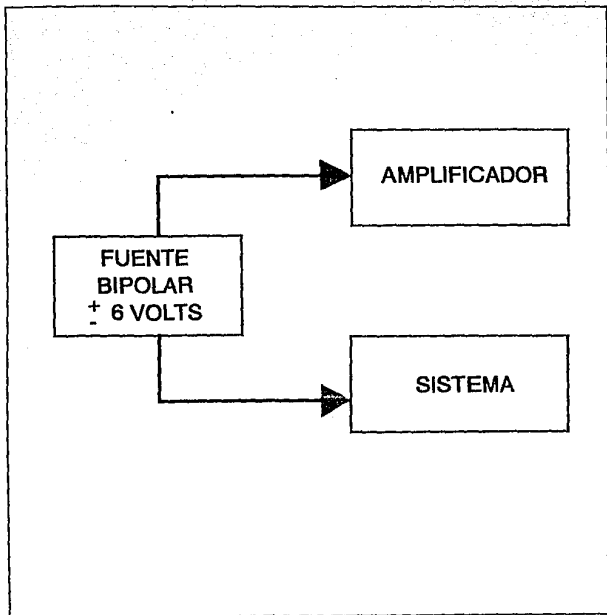 AMPLIFICADOR
FUENTE
BIPOLAR
± 6 VOLTS
SISTEMA